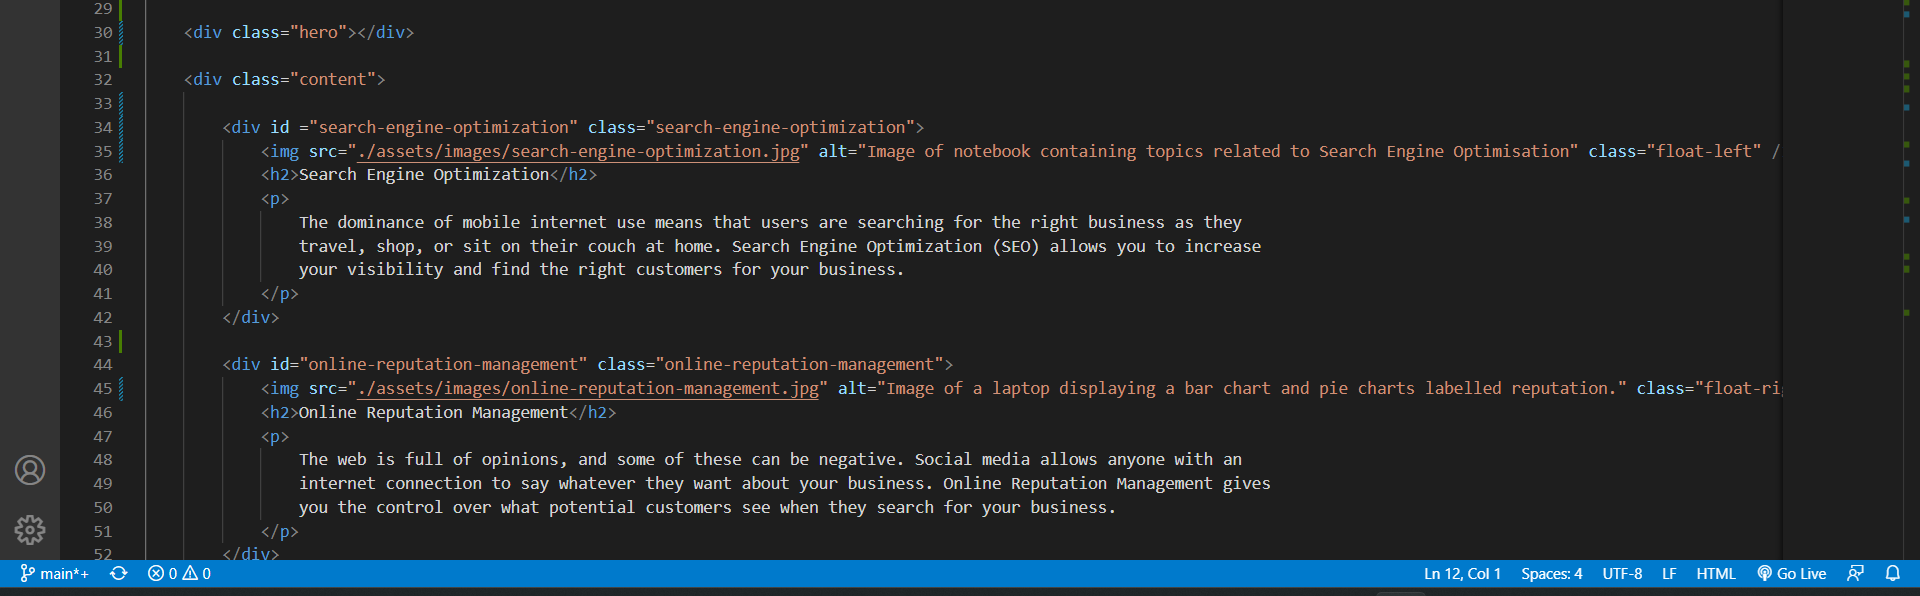 29
30 <div class="hero"></div>
31
32 <div class="content">
33
34 <div id ="search-engine-optimization" class="search-engine-optimization">
35 <img src="./assets/images/search-engine-optimization.jpg" alt="Image of notebook containing topics related to Search Engine Optimisation" class="float-left" /
36 <h2>Search Engine Optimization</h2>
37 <p>
38 The dominance of mobile internet use means that users are searching for the right business as they
39 travel, shop, or sit on their couch at home. Search Engine Optimization (SEO) allows you to increase
40 your visibility and find the right customers for your business.
41 </p>
42 </div>
43
44 <div id="online-reputation-management" class="online-reputation-management">
45 <img src="./assets/images/online-reputation-management.jpg" alt="Image of a laptop displaying a bar chart and pie charts labelled reputation." class="float-ri
46 <h2>Online Reputation Management</h2>
47 <p>
48 The web is full of opinions, and some of these can be negative. Social media allows anyone with an
49 internet connection to say whatever they want about your business. Online Reputation Management gives
50 you the control over what potential customers see when they search for your business.
51 </p>
52 </div>
main*+ 0 0 Ln 12, Col 1 Spaces: 4 UTF-8 LF HTML Go Live